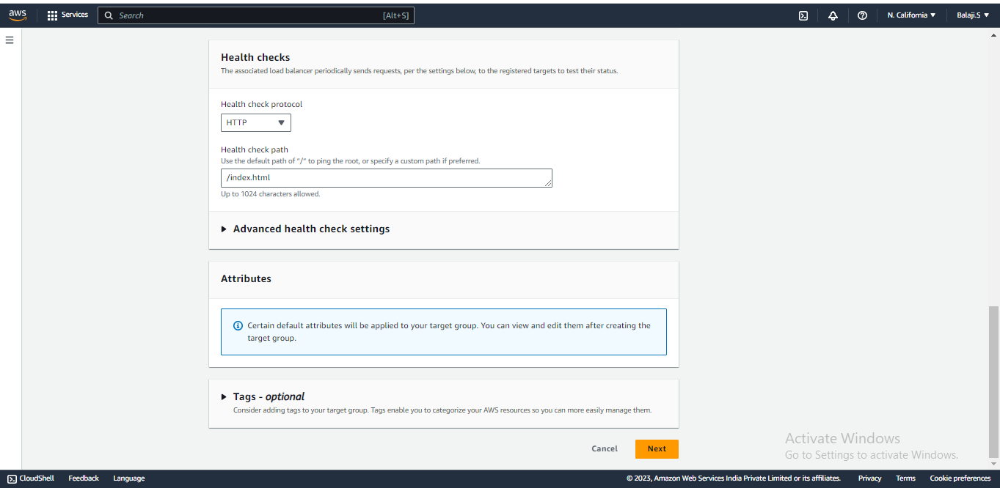 aws
Services
Search
[Alt+S]
N. California
Balaji.S
Health checks
The associated load balancer periodically sends requests, per the settings below, to the registered targets to test their status.
Health check protocol
HTTP
Health check path
Use the default path of "/" to ping the root, or specify a custom path if preferred.
/index.html
Up to 1024 characters allowed.
Advanced health check settings
Attributes
Certain default attributes will be applied to your target group. You can view and edit them after creating the
target group.
Tags - optional
Consider adding tags to your target group. Tags enable you to categorize your AWS resources so you can more easily manage them.
Cancel
Next
Activate Windows
Go to Settings to activate Windows.
CloudShell
Feedback
Language
© 2023, Amazon Web Services India Private Limited or its affiliates.
Privacy
Terms
Cookie preferences